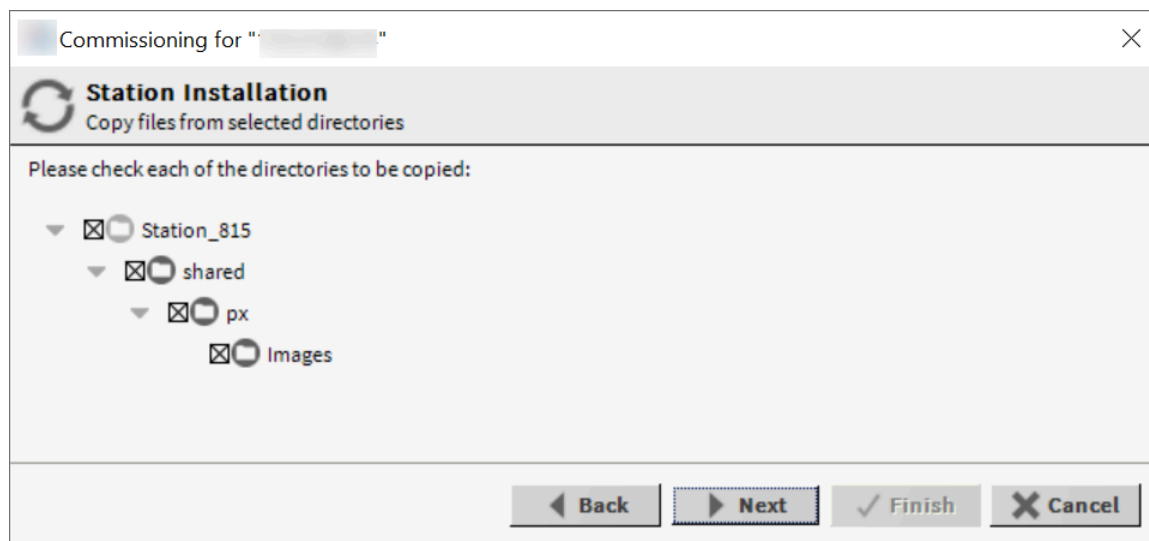 Commissioning for " "
Station Installation
Copy files from selected directories
Please check each of the directories to be copied:
Station_815
shared
px
Images
Back
Next
Finish
Cancel